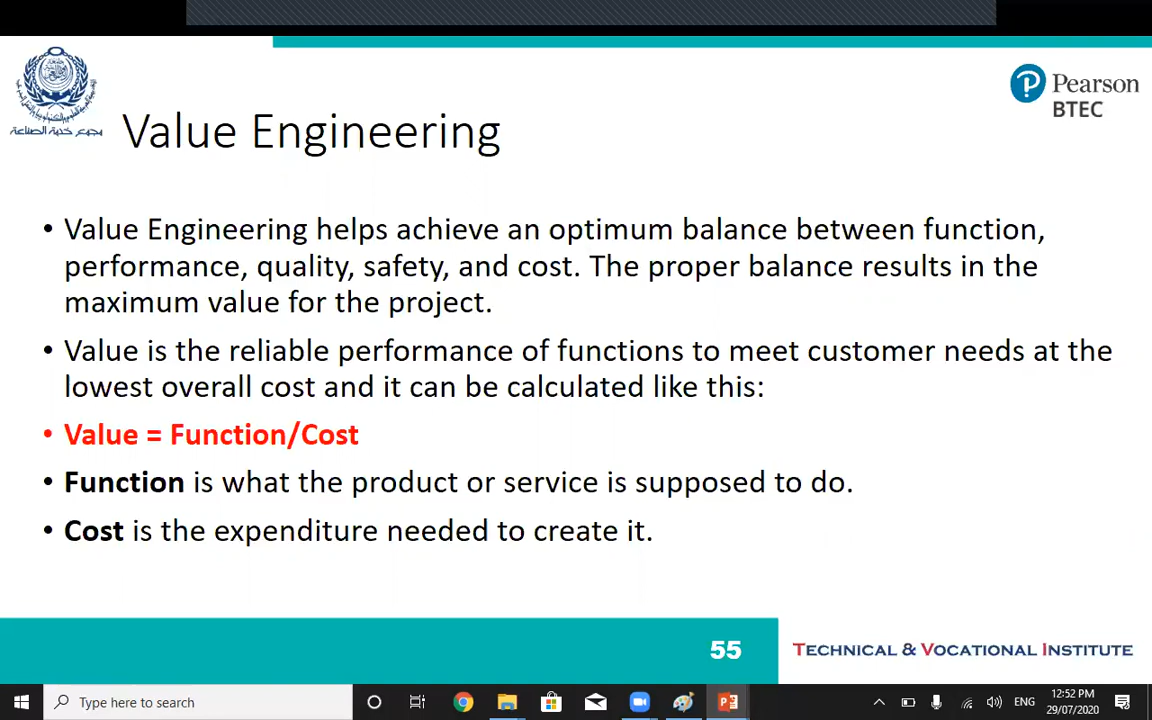 Pearson
BTEC
مجمع خدمة الصناعة
Value Engineering
• Value Engineering helps achieve an optimum balance between function,
performance, quality, safety, and cost. The proper balance results in the
maximum value for the project.
• Value is the reliable performance of functions to meet customer needs at the
lowest overall cost and it can be calculated like this:
• Value = Function/Cost
• Function is what the product or service is supposed to do.
• Cost is the expenditure needed to create it.
55
TECHNICAL & VOCATIONAL INSTITUTE
Type here to search
ENG
12:52 PM
29/07/2020